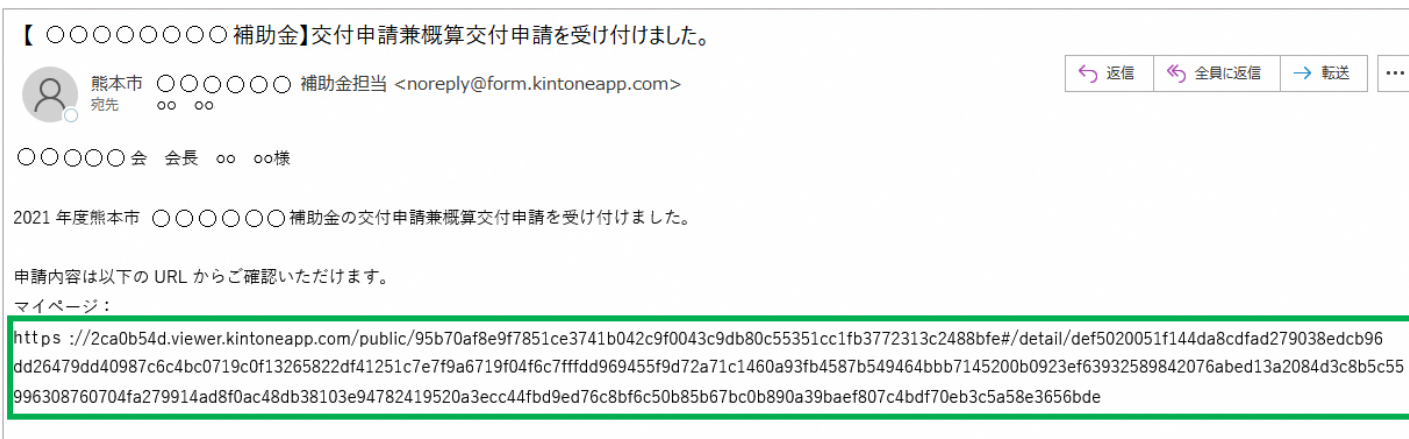 【 ○○○○○○○○補助金】交付申請兼概算交付申請を受け付けました。
熊本市 ○○○○○○ 補助金担当 <noreply@form.kintoneapp.com>
宛先 oo oo
返信
全員に返信
転送
…
○○○○○会 会長 oo oo様
2021 年度熊本市 ○○○○○○補助金の交付申請兼概算交付申請を受け付けました。
申請内容は以下の URL からご確認いただけます。
マイページ：
https ://2ca0b54d.viewer.kintoneapp.com/public/95b70af8e9f7851ce3741b042c9f0043c9db80c55351cc1fb3772313c2488bfe#/detail/def5020051f144da8cdfad279038edcb96
dd26479dd40987c6c4bc0719c0f13265822df41251c7e7f9a6719f04f6c7fffdd969455f9d72a71c1460a93fb4587b549464bbb7145200b0923ef63932589842076abed13a2084d3c8b5c55
996308760704fa279914ad8f0ac48db38103e94782419520a3ecc44fbd9ed76c8bf6c50b85b67bc0b890a39baef807c4bdf70eb3c5a58e3656bde